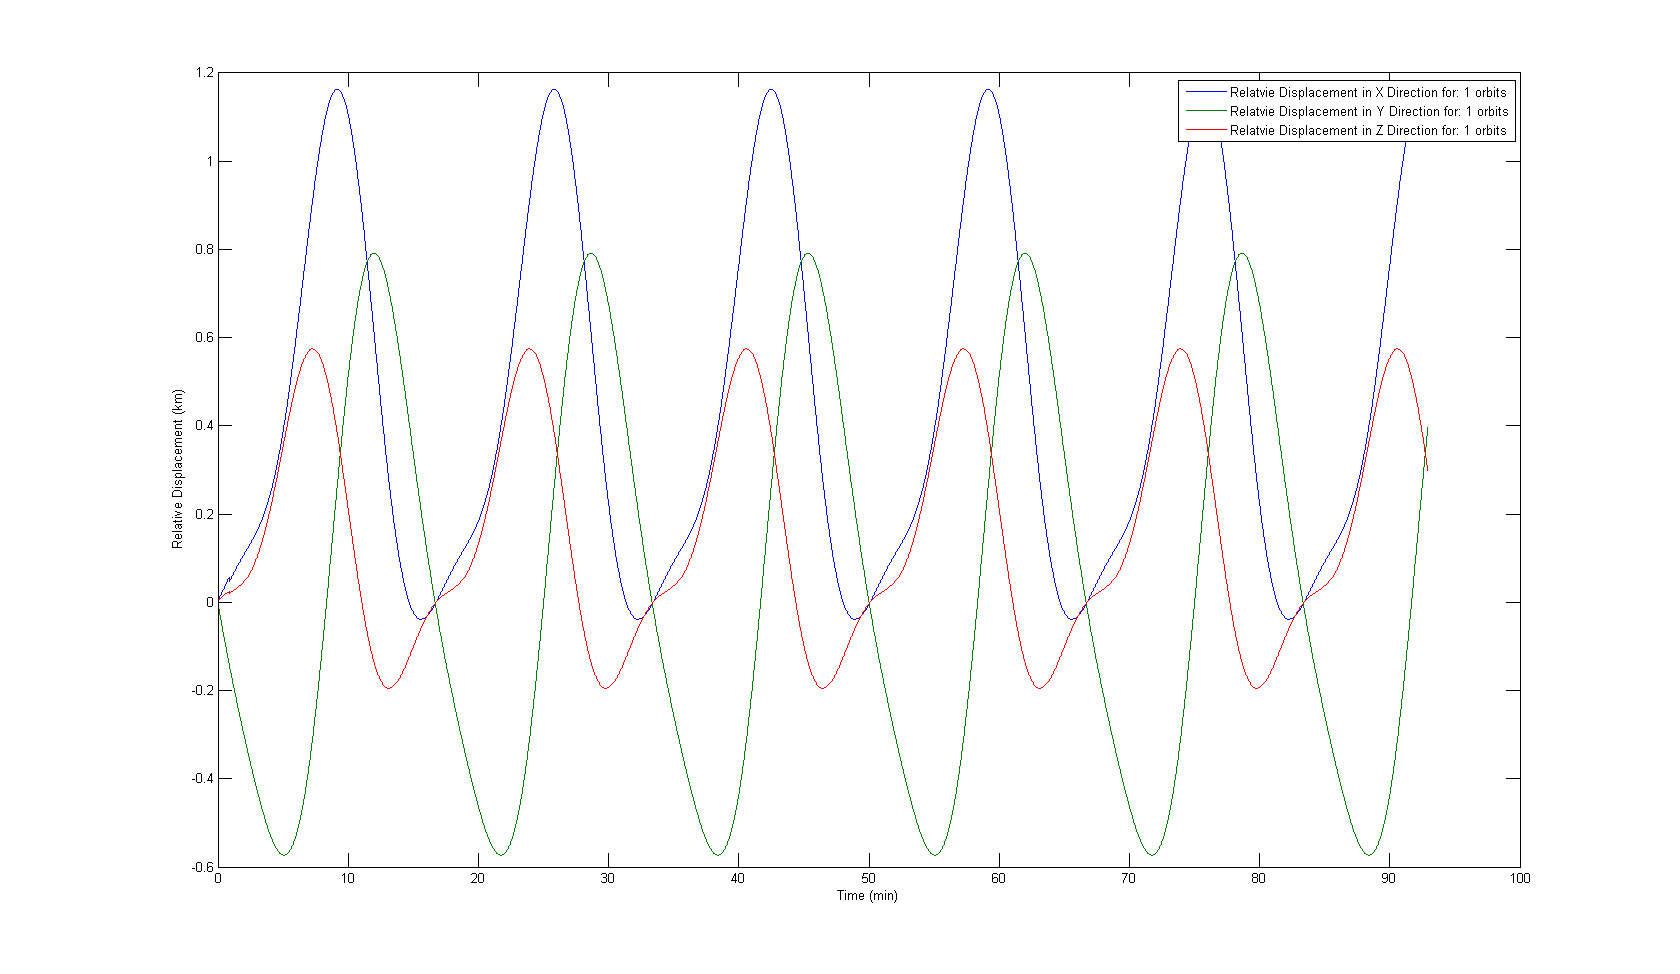 Relatvie Displacement in X Direction for: 1 orbits
Relatvie Displacement in Y Direction for: 1 orbits
Relatvie Displacement in Z Direction for: 1 orbits
1.2
1
0.8
0.6
0.4
0.2
0
-0.2
-0.4
-0.6
Relative Displacement (km)
0 10 20 30 40 50 60 70 80 90 100
Time (min)